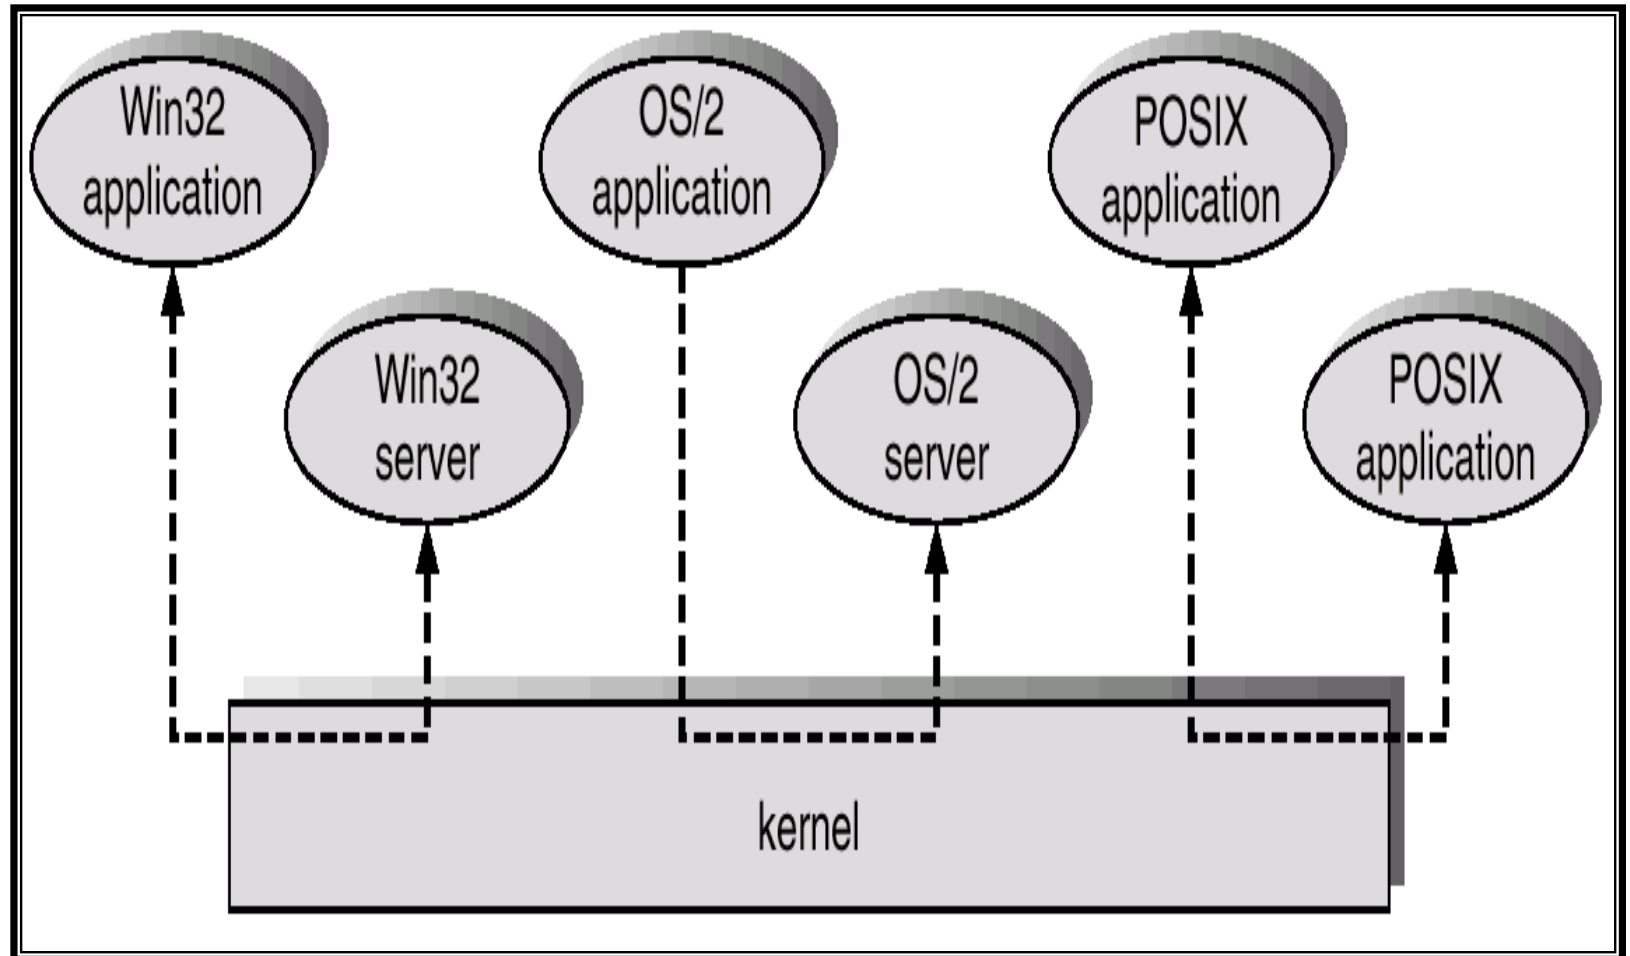 Win32
application
OS/2
application
POSIX
application
Win32
server
OS/2
server
POSIX
application
kernel